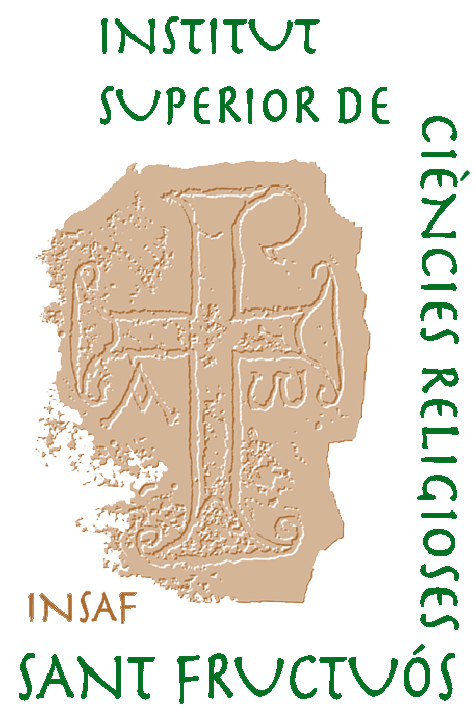 INSTITUT
SUPERIOR DE
CIÈNCIES RELIGIOSES
INSAF
SANT FRUCTUÓS